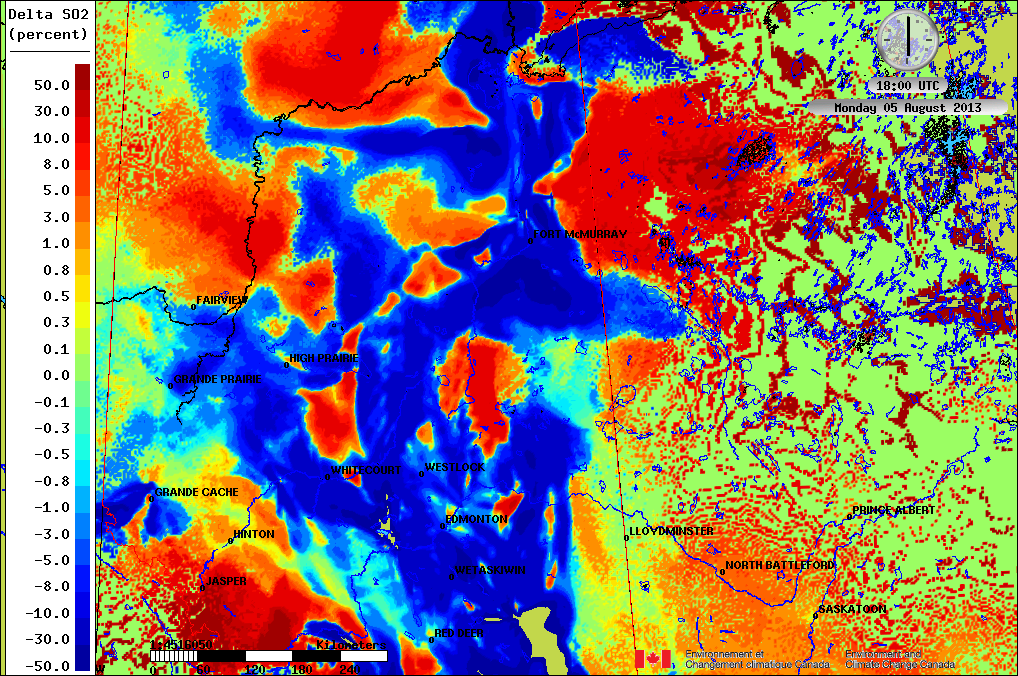 Delta SO2
(percent)
50.0
30.0
10.0
8.0
5.0
3.0
1.0
0.8
0.5
0.3
0.1
0.0
-0.1
-0.3
-0.5
-0.8
-1.0
-3.0
-5.0
-8.0
-10.0
-30.0
-50.0
18:00 UTC
Monday 05 August 2013
FORT McMURRAY
FAIRVIEW
HIGH PRAIRIE
GRANDE PRAIRIE
WHITECOURT
WESTLOCK
GRANDE CACHE
EDMONTON
HINTON
LLOYDMINSTER
PRINCE ALBERT
JASPER
WETASKIWIN
NORTH BATTLEFORD
SASKATOON
RED DEER
Kilometers
0 60 120 180 240
Environnement et
Changement climatique Canada
Environment and
Climate Change Canada